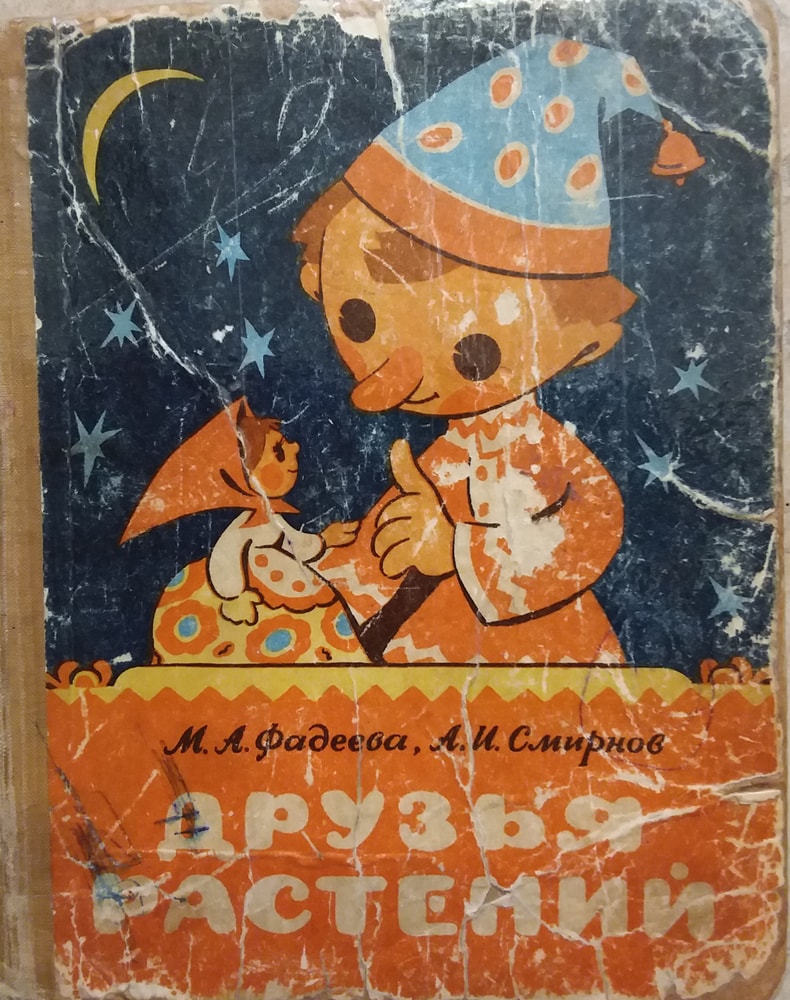 М. А. Фадеева, А. И. Смирнов
ДРУЗЬЯ
РАСТЕНИЙ